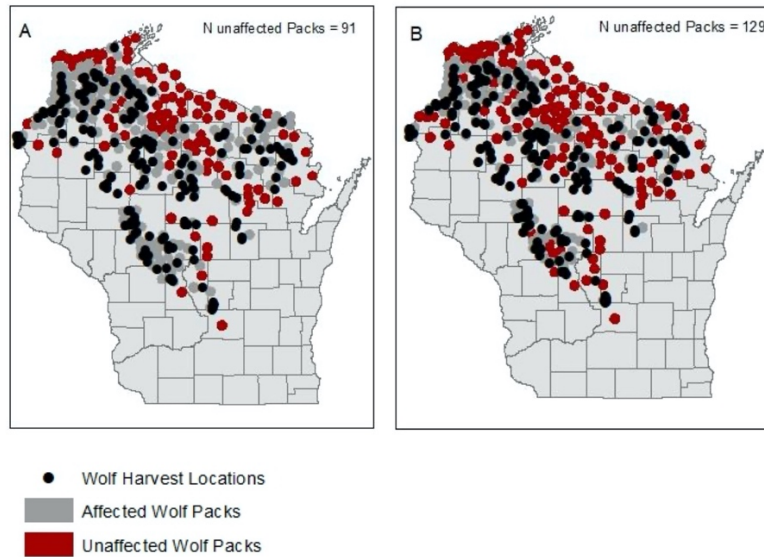 A
N unaffected Packs = 91
B
N unaffected Packs = 129
Wolf Harvest Locations
Affected Wolf Packs
Unaffected Wolf Packs